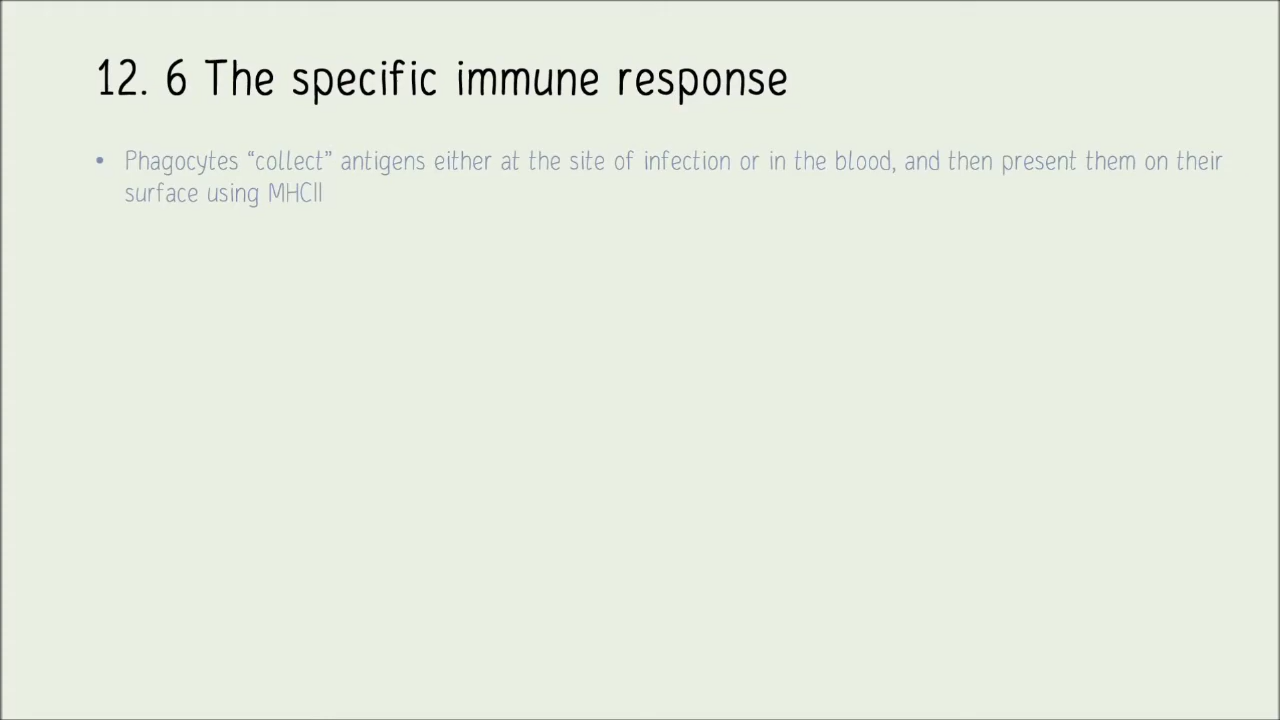 12. 6 The specific immune response
• Phagocytes “collect” antigens either at the site of infection or in the blood, and then present them on their
surface using MHCII